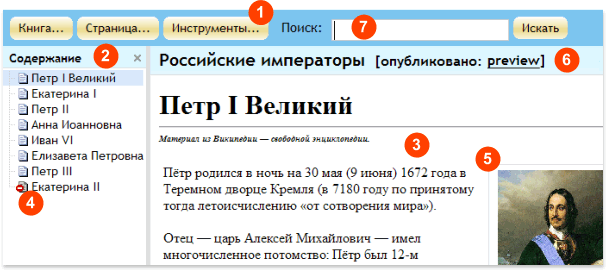 Книга... Страница... Инструменты... 1 Поиск: 7 Искать
Содержание 2 ×
Российские императоры [опубликовано: preview] 6
Петр I Великий
Екатерина I
Петр II
Анна Иоанновна
Иван VI
Елизавета Петровна
Петр III
Екатерина II
4
Петр I Великий
Материал из Википедии — свободной энциклопедии.
3
5
Пётр родился в ночь на 30 мая (9 июня) 1672 года в
Теремном дворце Кремля (в 7180 году по принятому
тогда летоисчислению «от сотворения мира»).
Отец — царь Алексей Михайлович — имел
многочисленное потомство: Пётр был 12-м